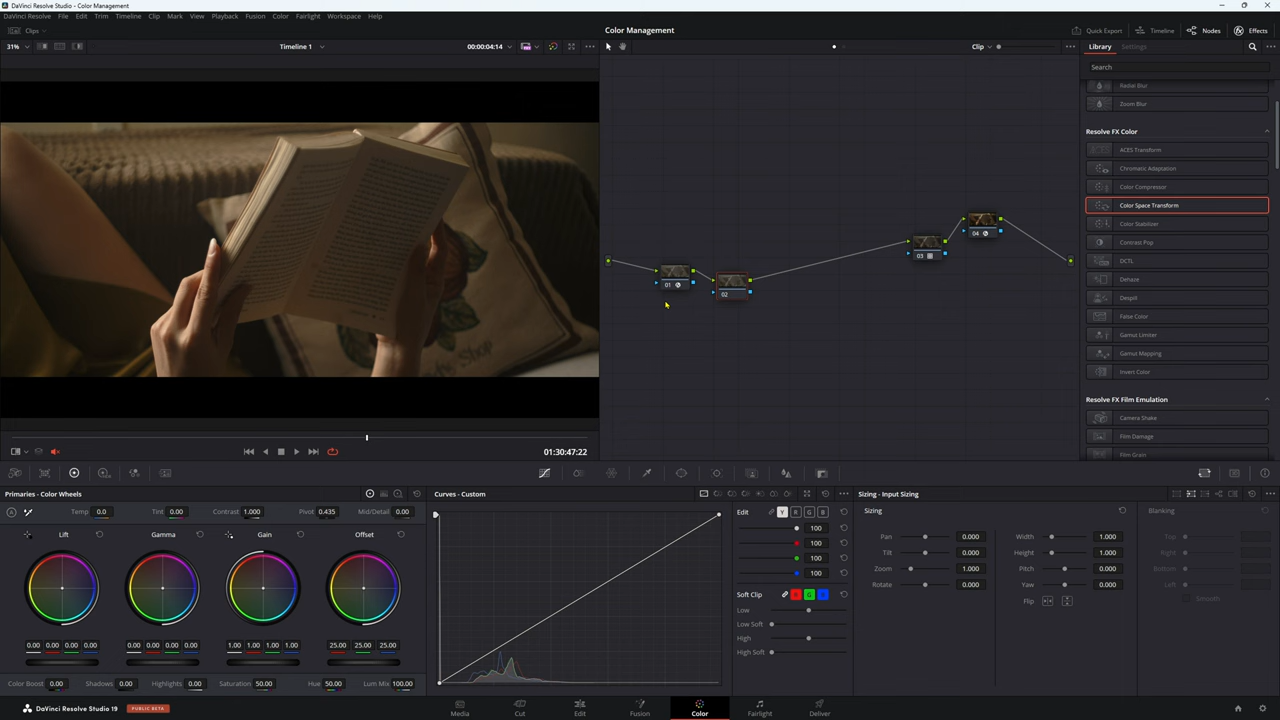 DaVinci Resolve Studio - Color Management
DaVinci Resolve File Edit Trim Timeline Clip Mark View Playback Fusion Color Fairlight Workspace Help
Clips Color Management Quick Export Timeline Nodes Effects
31% Timeline 1 00:00:04:14 Clip Library Settings
Search
Radial Blur
Zoom Blur
Resolve FX Color
ACES Transform
Chromatic Adaptation
Color Compressor
Color Space Transform
Color Stabilizer
Contrast Pop
DCTL
Dehaze
Despill
False Color
Gamut Limiter
Gamut Mapping
Invert Color
Resolve FX Film Emulation
Camera Shake
Film Damage
Film Grain
01
02
03
04
Shop
01:30:47:22
Primaries - Color Wheels
Temp 0.0 Tint 0.00 Contrast 1.000 Pivot 0.435 Mid/Detail 0.00
Lift Gamma Gain Offset
0.00 0.00 0.00 0.00 0.00 0.00 0.00 0.00 1.00 1.00 1.00 1.00 25.00 25.00 25.00
Color Boost 0.00 Shadows 0.00 Highlights 0.00 Saturation 50.00 Hue 50.00 Lum Mix 100.00
Curves - Custom
Edit Y R G B
100
100
100
100
Soft Clip R G B
Low
Low Soft
High
High Soft
Sizing - Input Sizing
Sizing Blanking
Pan 0.000 Width 1.000 Top
Tilt 0.000 Height 1.000 Right
Zoom 1.000 Pitch 0.000 Bottom
Rotate 0.000 Yaw 0.000 Left
Flip Smooth
DaVinci Resolve Studio 19 PUBLIC BETA
Media Cut Edit Fusion Color Fairlight Deliver